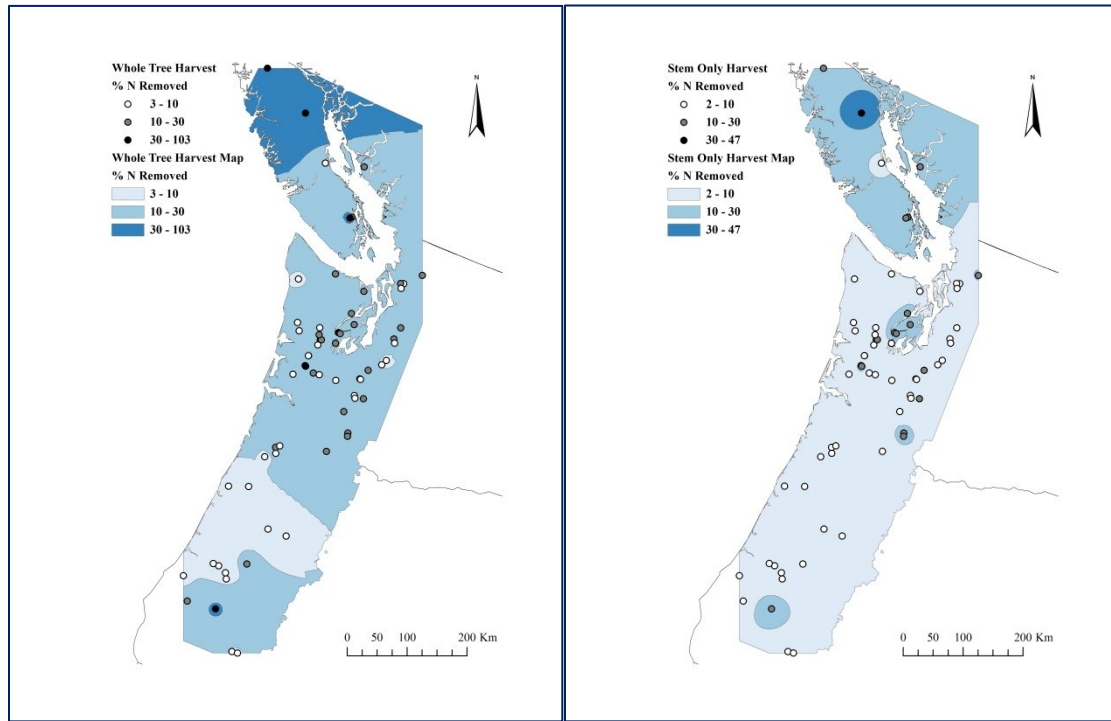 Whole Tree Harvest
% N Removed
3 - 10
10 - 30
30 - 103
Whole Tree Harvest Map
% N Removed
3 - 10
10 - 30
30 - 103
N
0 50 100 200 Km
Stem Only Harvest
% N Removed
2 - 10
10 - 30
30 - 47
Stem Only Harvest Map
% N Removed
2 - 10
10 - 30
30 - 47
N
0 50 100 200 Km